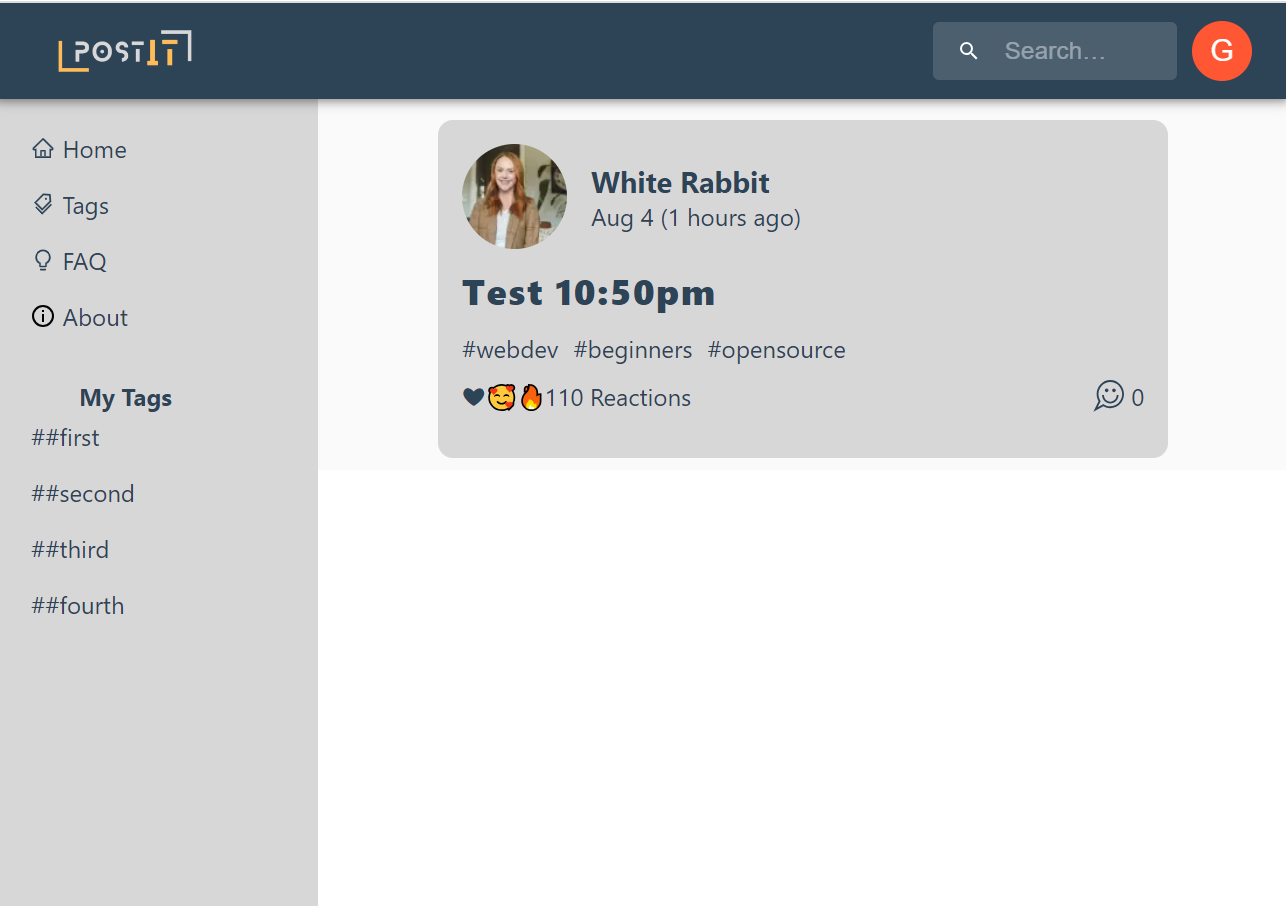 POSTIT
Search...
G
Home
Tags
FAQ
About
My Tags
##first
##second
##third
##fourth
White Rabbit
Aug 4 (1 hours ago)
Test 10:50pm
#webdev #beginners #opensource
110 Reactions
0